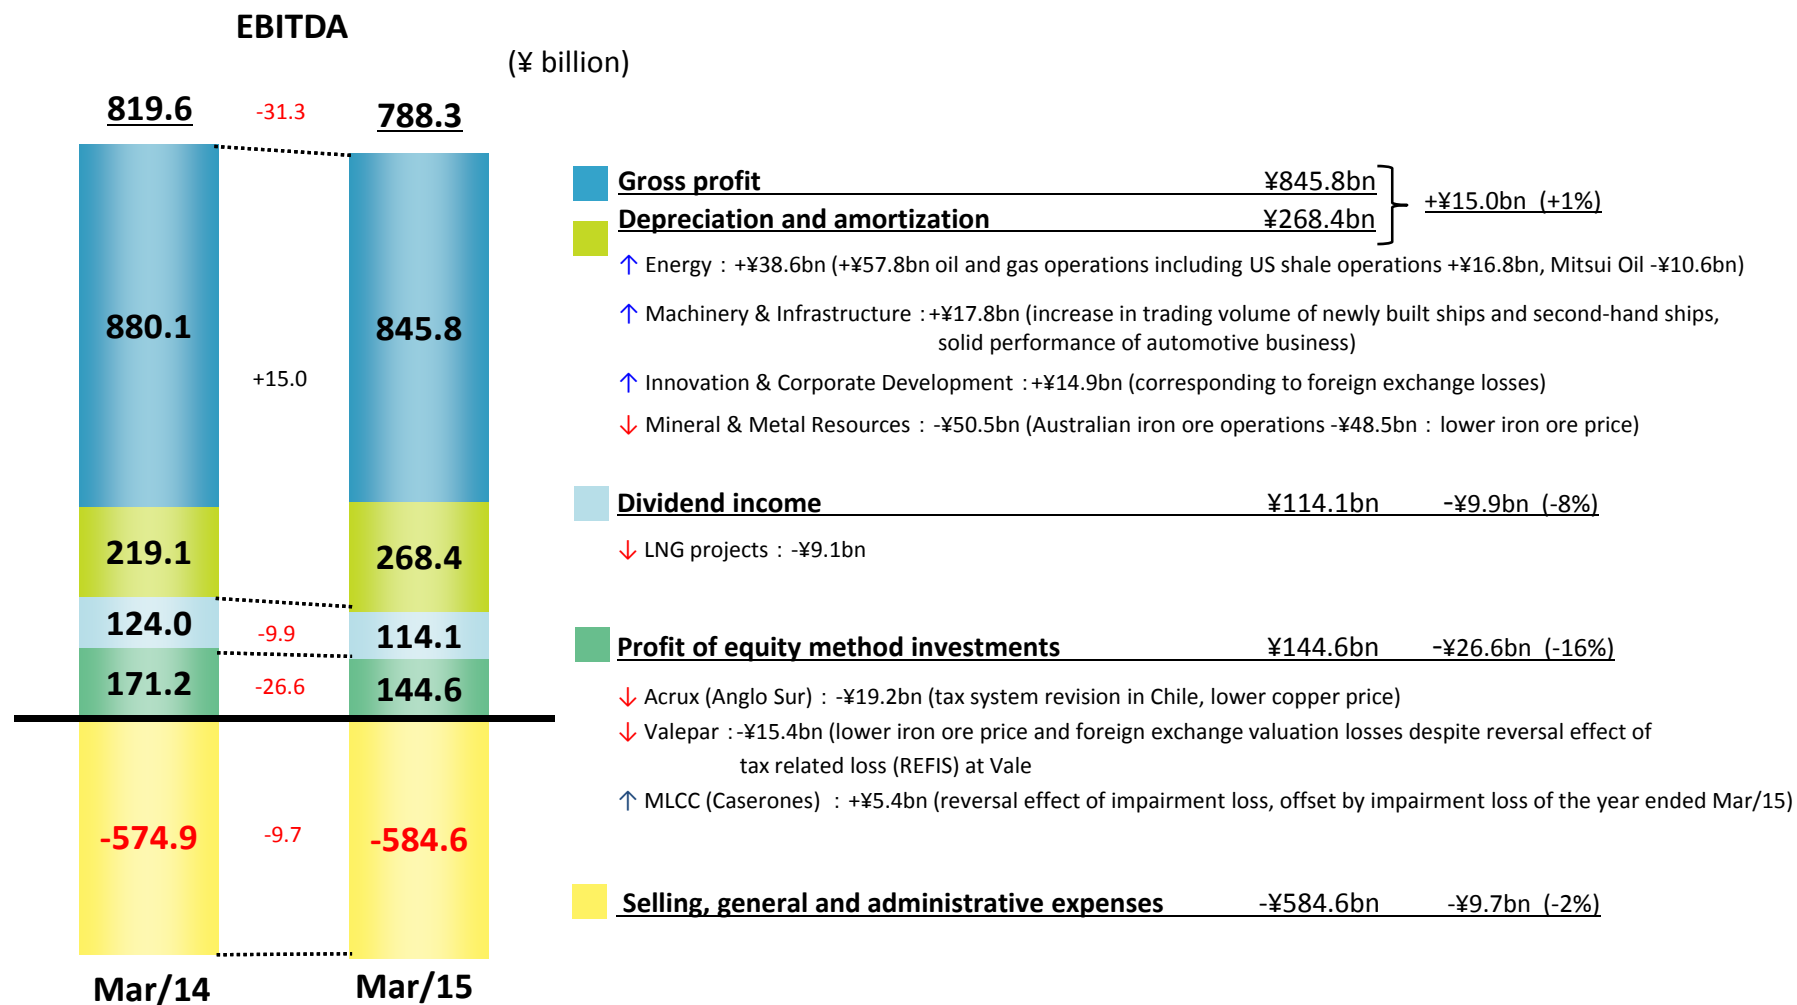 EBITDA
(¥ billion)
819.6
-31.3
788.3
880.1
+15.0
845.8
219.1
268.4
124.0
-9.9
114.1
171.2
-26.6
144.6
-574.9
-9.7
-584.6
Mar/14
Mar/15
Gross profit ¥845.8bn
Depreciation and amortization ¥268.4bn
+¥15.0bn (+1%)
↑ Energy : +¥38.6bn (+¥57.8bn oil and gas operations including US shale operations +¥16.8bn, Mitsui Oil -¥10.6bn)
↑ Machinery & Infrastructure : +¥17.8bn (increase in trading volume of newly built ships and second-hand ships,
solid performance of automotive business)
↑ Innovation & Corporate Development : +¥14.9bn (corresponding to foreign exchange losses)
↓ Mineral & Metal Resources : -¥50.5bn (Australian iron ore operations -¥48.5bn : lower iron ore price)
Dividend income ¥114.1bn -¥9.9bn (-8%)
↓ LNG projects : -¥9.1bn
Profit of equity method investments ¥144.6bn -¥26.6bn (-16%)
↓ Acrux (Anglo Sur) : -¥19.2bn (tax system revision in Chile, lower copper price)
↓ Valepar : -¥15.4bn (lower iron ore price and foreign exchange valuation losses despite reversal effect of
tax related loss (REFIS) at Vale
↑ MLCC (Caserones) : +¥5.4bn (reversal effect of impairment loss, offset by impairment loss of the year ended Mar/15)
Selling, general and administrative expenses -¥584.6bn -¥9.7bn (-2%)